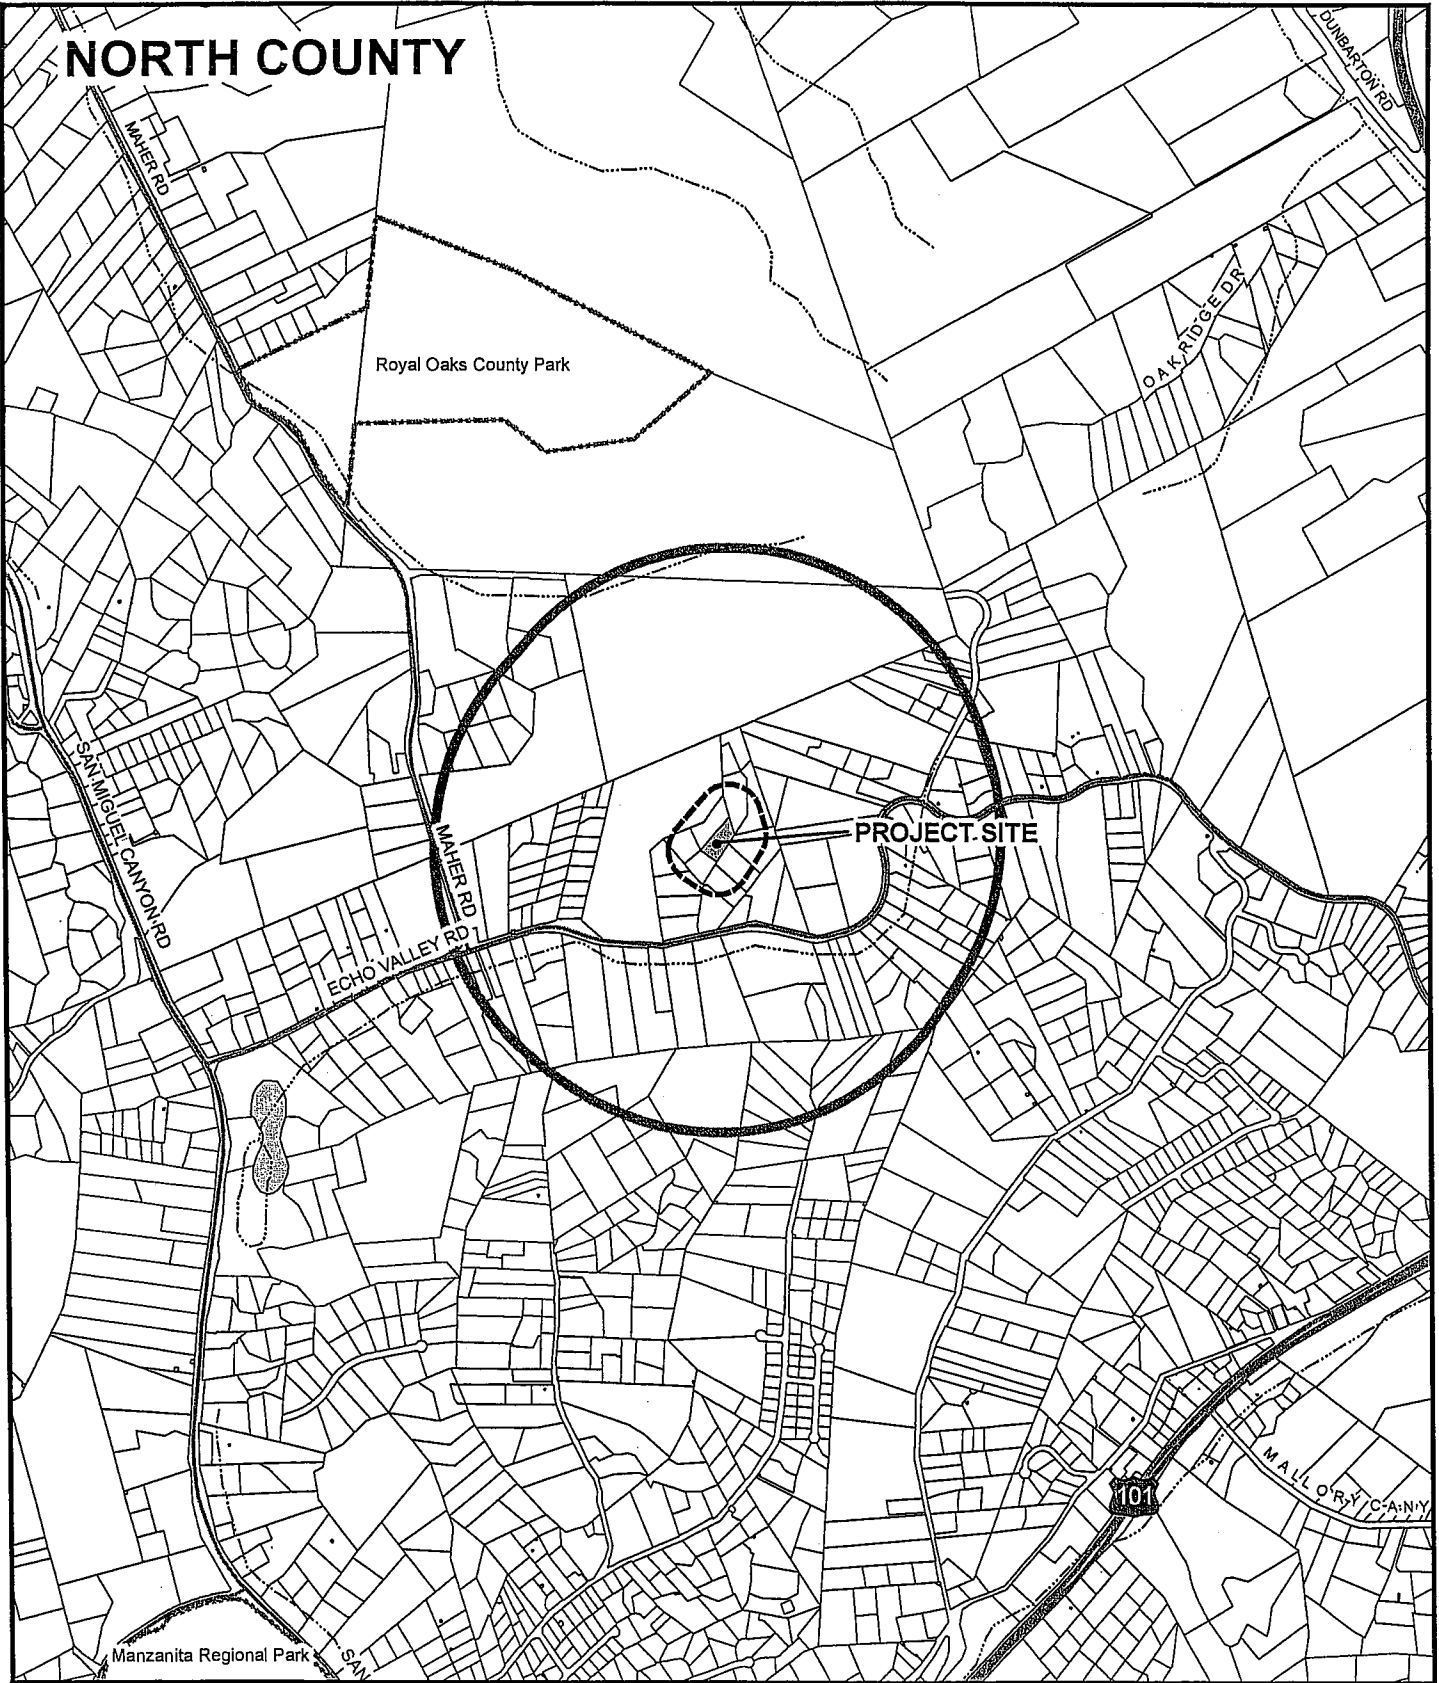 NORTH COUNTY
DUNBARTON RD
MAHER RD
OAK RIDGE DR
Royal Oaks County Park
SAN MIGUEL CANYON RD
PROJECT SITE
MAHER RD
ECHO VALLEY RD
101
MALLORY CANY
Manzanita Regional Park
SAN